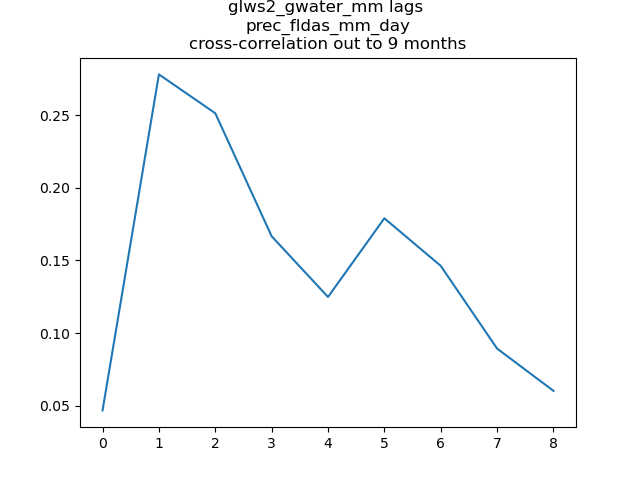 glws2_gwater_mm lags
prec_fldas_mm_day
cross-correlation out to 9 months
0.25
0.20
0.15
0.10
0.05
0 1 2 3 4 5 6 7 8